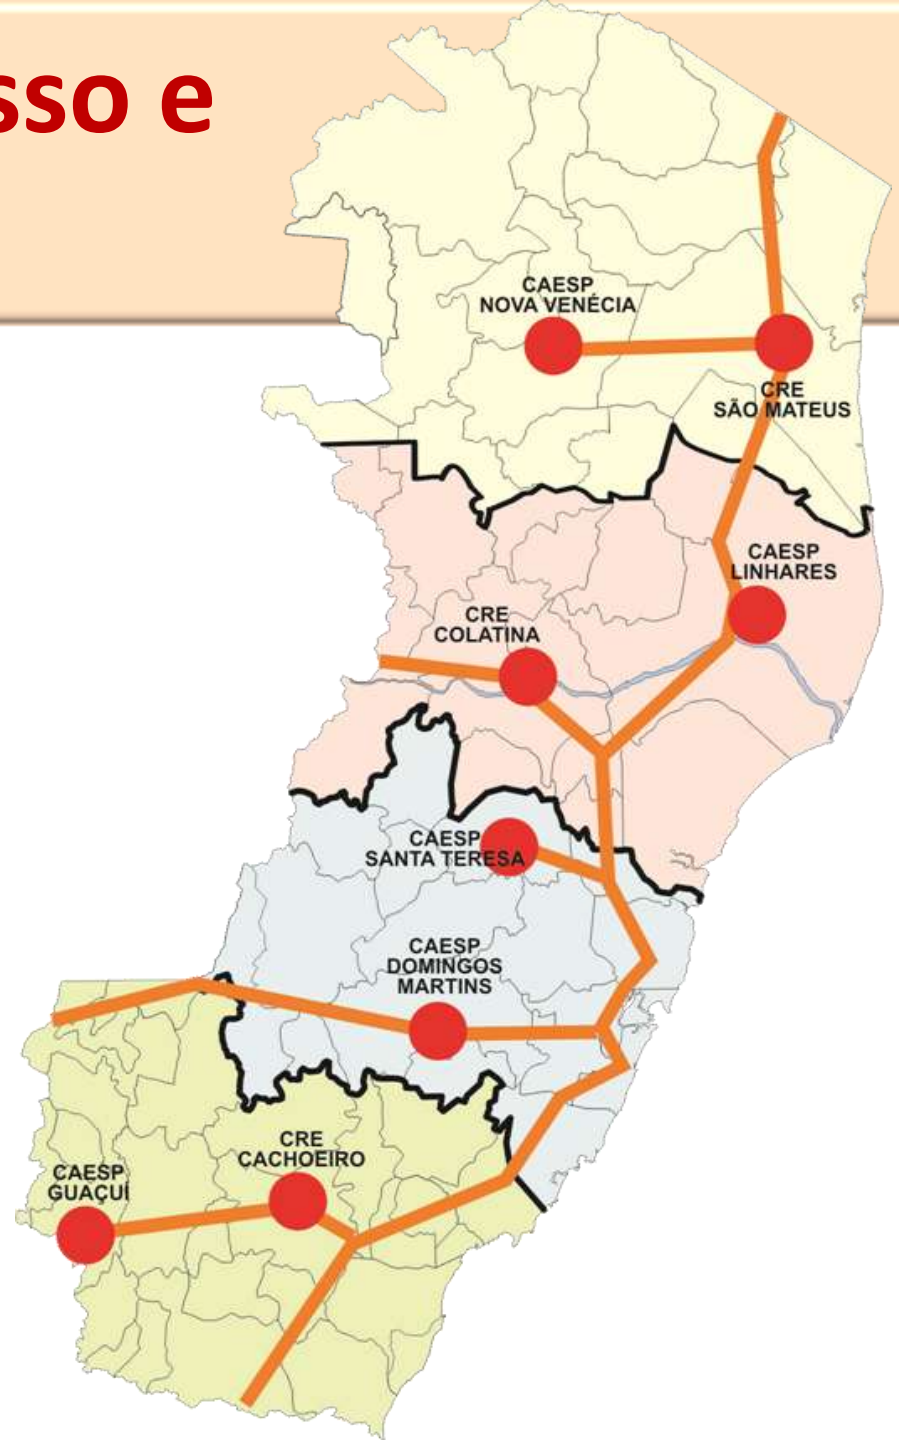 sso e
CAESP
NOVA VENÉCIA
CRE
SÃO MATEUS
CAESP
LINHARES
CRE
COLATINA
CAESP
SANTA TERESA
CAESP
DOMINGOS
MARTINS
CRE
CACHOEIRO
CAESP
GUAÇUÍ